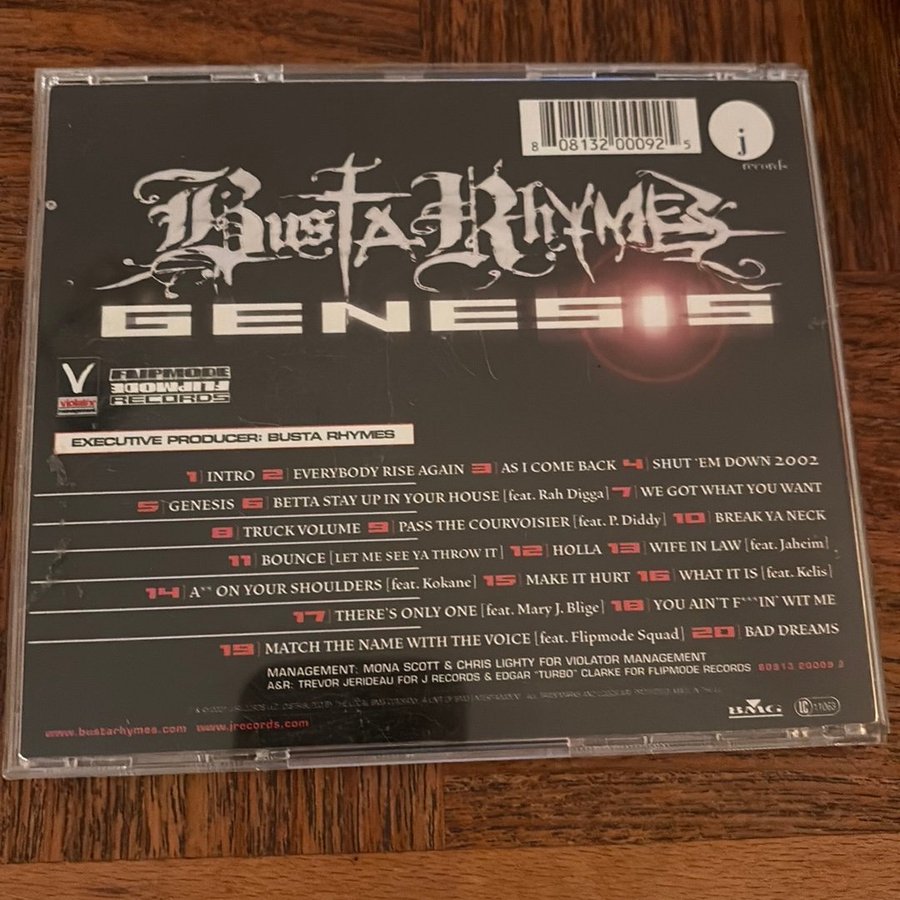 8 08132 00092 5
j
records
BUSTA RHYMES
GENESIS
V
violator
FLIPMODE
FLIPMODE
RECORDS
EXECUTIVE PRODUCER: BUSTA RHYMES
1 | INTRO 2 | EVERYBODY RISE AGAIN 3 | AS I COME BACK 4 | SHUT 'EM DOWN 2002
5 | GENESIS 6 | BETTA STAY UP IN YOUR HOUSE [feat. Rah Digga] 7 | WE GOT WHAT YOU WANT
8 | TRUCK VOLUME 9 | PASS THE COURVOISIER [feat. P. Diddy] 10 | BREAK YA NECK
11 | BOUNCE [LET ME SEE YA THROW IT] 12 | HOLLA 13 | WIFE IN LAW [feat. Jaheim]
14 | A** ON YOUR SHOULDERS [feat. Kokane] 15 | MAKE IT HURT 16 | WHAT IT IS [feat. Kelis]
17 | THERE'S ONLY ONE [feat. Mary J. Blige] 18 | YOU AIN'T F***IN' WIT ME
19 | MATCH THE NAME WITH THE VOICE [feat. Flipmode Squad] 20 | BAD DREAMS
MANAGEMENT: MONA SCOTT & CHRIS LIGHTY FOR VIOLATOR MANAGEMENT
A&R: TREVOR JERIDEAU FOR J RECORDS & EDGAR "TURBO" CLARKE FOR FLIPMODE RECORDS 80813 20009 2
BMG
LC 11063
www.bustarhymes.com www.jrecords.com